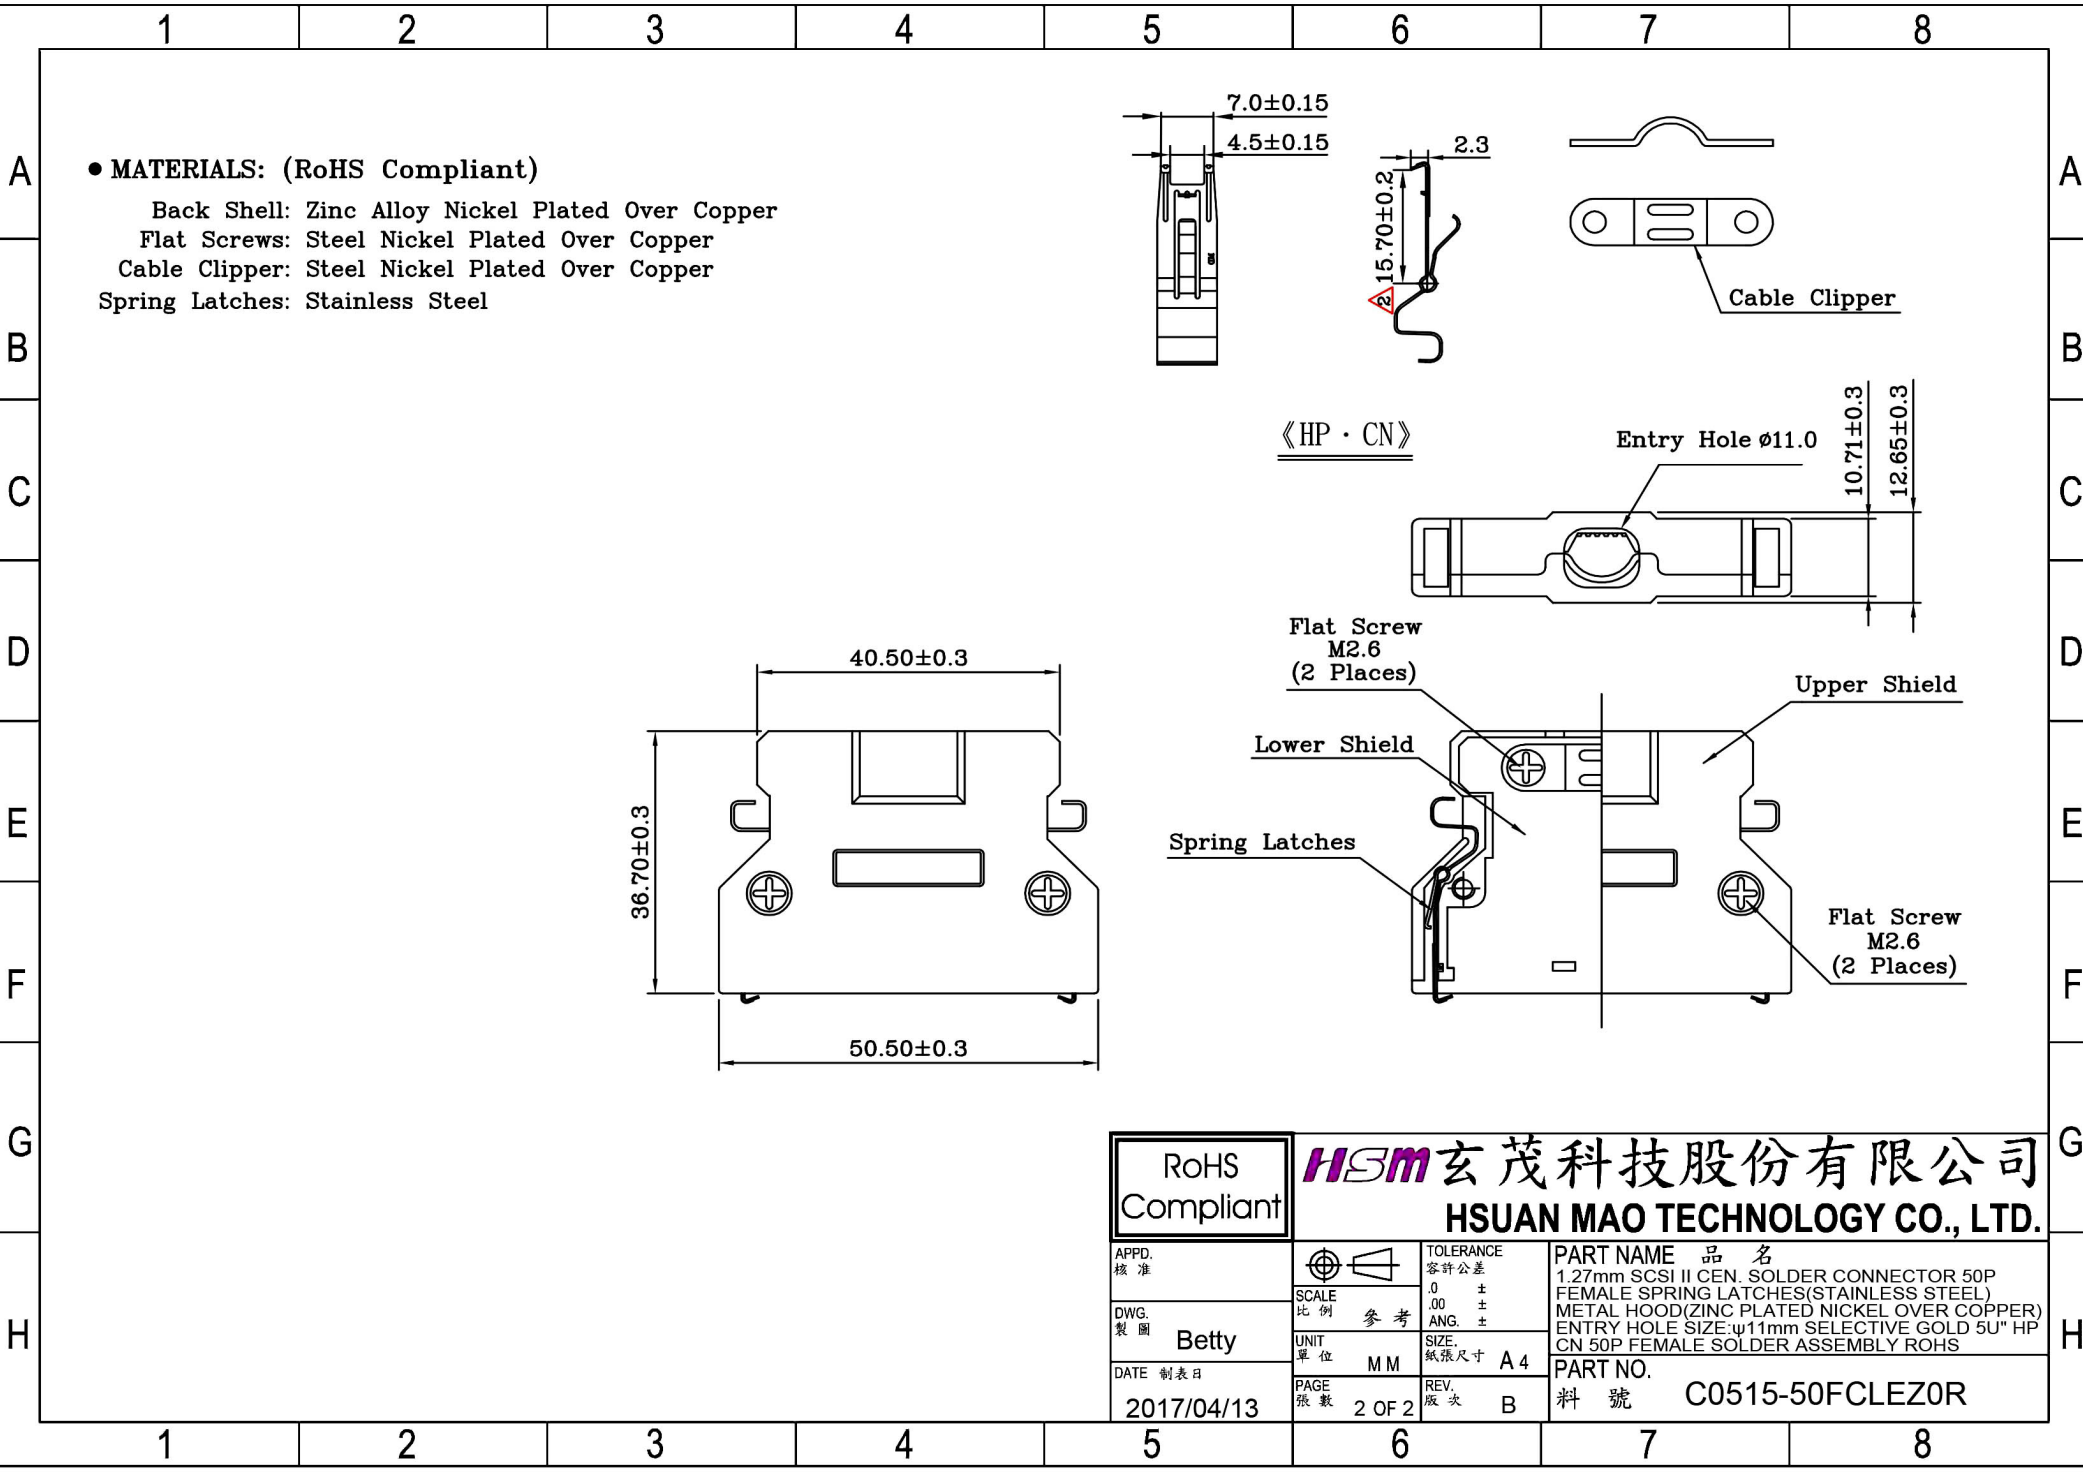 1 2 3 4 5 6 7 8
A
B
C
D
E
F
G
H
● MATERIALS: (RoHS Compliant)
Back Shell: Zinc Alloy Nickel Plated Over Copper
Flat Screws: Steel Nickel Plated Over Copper
Cable Clipper: Steel Nickel Plated Over Copper
Spring Latches: Stainless Steel
7.0±0.15
4.5±0.15
2.3
15.70±0.2
2
Cable Clipper
《HP・CN》
Entry Hole ø11.0
10.71±0.3
12.65±0.3
40.50±0.3
36.70±0.3
50.50±0.3
Flat Screw
M2.6
(2 Places)
Upper Shield
Lower Shield
Spring Latches
Flat Screw
M2.6
(2 Places)
A
B
C
D
E
F
G
H
RoHS
Compliant
HSM 玄茂科技股份有限公司
HSUAN MAO TECHNOLOGY CO., LTD.
APPD.
核 准
DWG.
製 圖
Betty
DATE 制表日
2017/04/13
SCALE
比 例 參 考
UNIT
單 位 MM
PAGE
張 數 2 OF 2
TOLERANCE
容許公差
.0 ±
.00 ±
ANG. ±
SIZE.
紙張尺寸 A4
REV.
版 次 B
PART NAME 品 名
1.27mm SCSI II CEN. SOLDER CONNECTOR 50P
FEMALE SPRING LATCHES(STAINLESS STEEL)
METAL HOOD(ZINC PLATED NICKEL OVER COPPER)
ENTRY HOLE SIZE:ψ11mm SELECTIVE GOLD 5U" HP
CN 50P FEMALE SOLDER ASSEMBLY ROHS
PART NO.
料 號 C0515-50FCLEZ0R
1 2 3 4 5 6 7 8